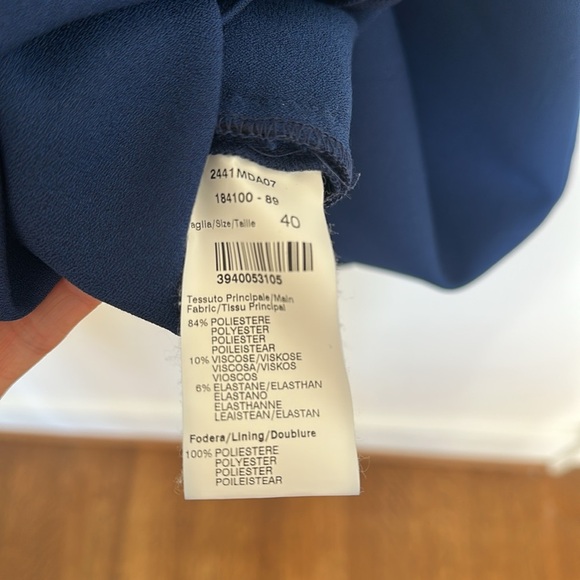 2441MDA07
184100 - 89
aglia/Size/Taille 40
3940053105
Tessuto Principale/Main
Fabric/Tissu Principal
84% POLIESTERE
POLYESTER
POLIESTER
POILEISTEAR
10% VISCOSE/VISKOSE
VISCOSA/VISKOS
VIOSCOS
6% ELASTANE/ELASTHAN
ELASTANO
ELASTHANNE
LEAISTEAN/ELASTAN
Fodera/Lining/Doublure
100% POLIESTERE
POLYESTER
POLIESTER
POILEISTEAR